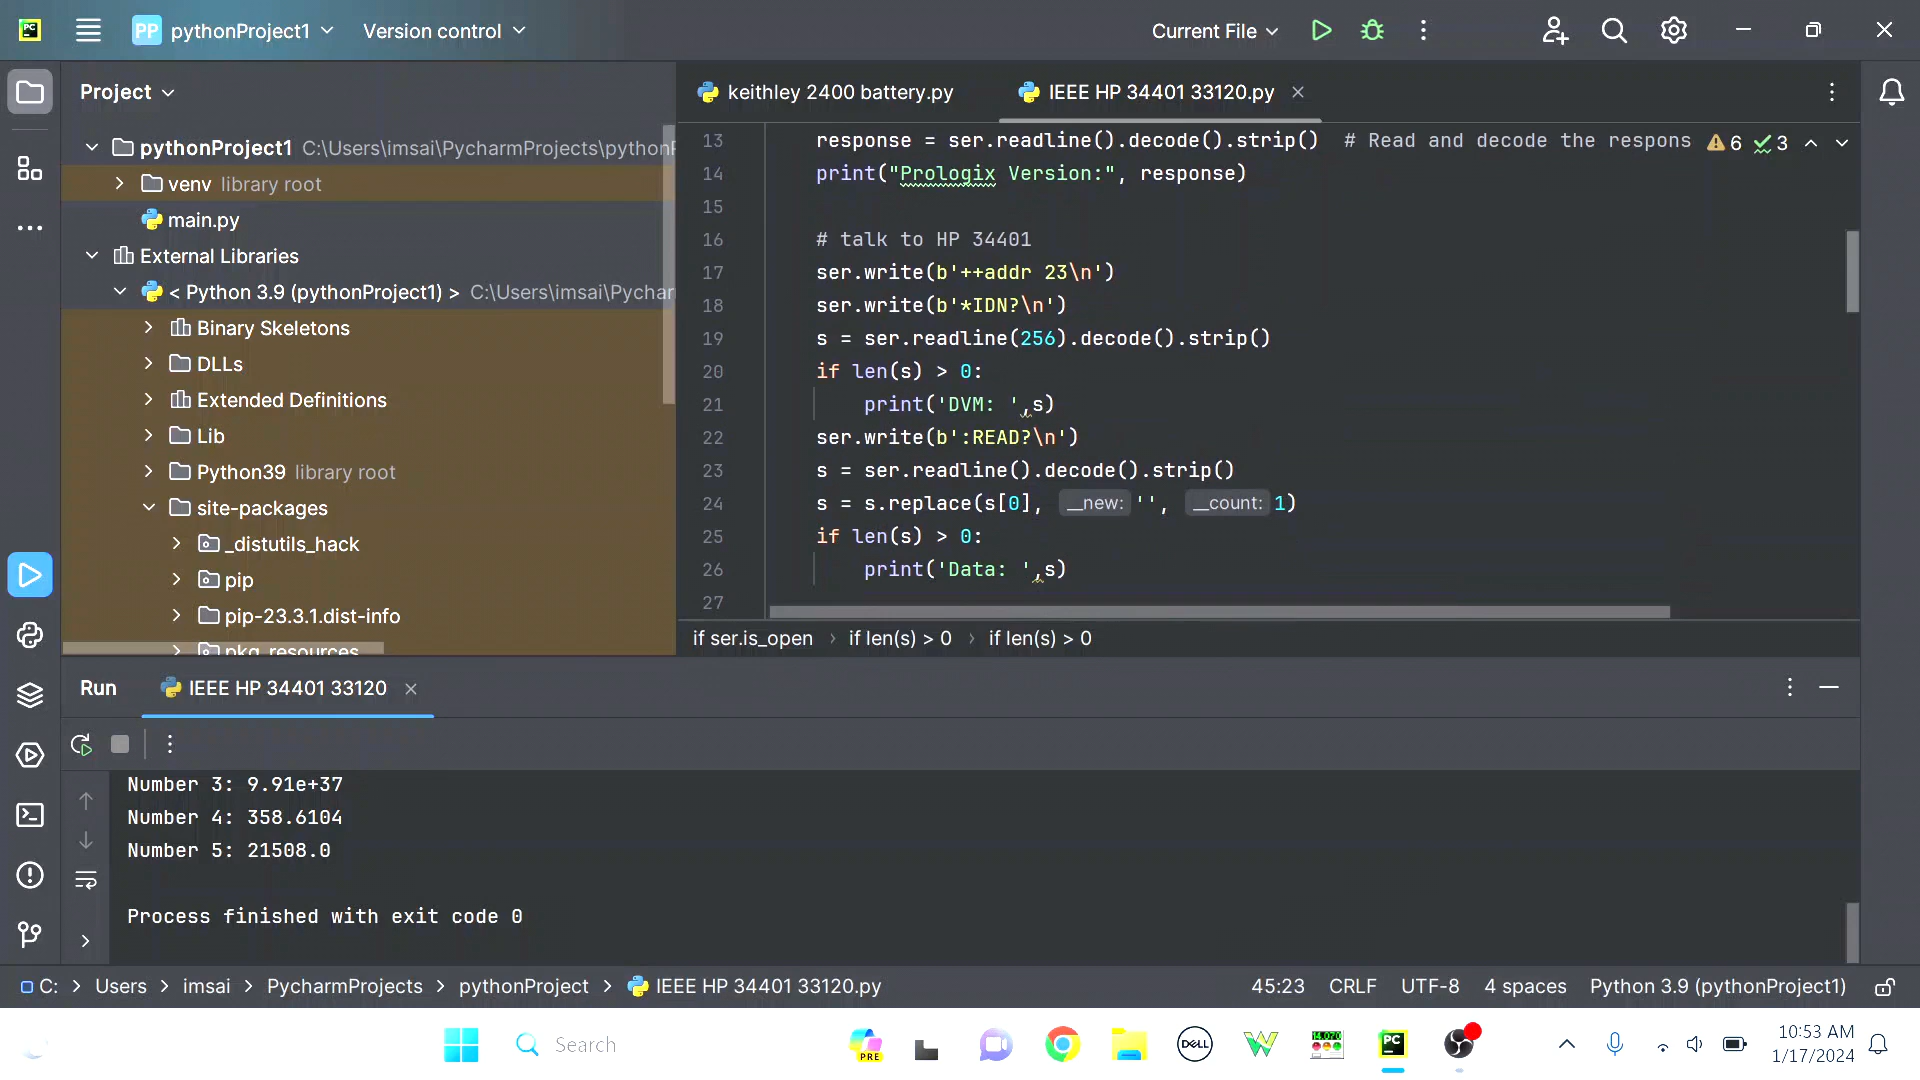 PC
PP pythonProject1 Version control Current File
Project
pythonProject1 C:\Users\imsai\PycharmProjects\python
venv library root
main.py
External Libraries
< Python 3.9 (pythonProject1) > C:\Users\imsai\Pychar
Binary Skeletons
DLLs
Extended Definitions
Lib
Python39 library root
site-packages
_distutils_hack
pip
pip-23.3.1.dist-info
pkg_resources
keithley 2400 battery.py IEEE HP 34401 33120.py
13 response = ser.readline().decode().strip() # Read and decode the respons 6 3
14 print("Prologix Version:", response)
15
16 # talk to HP 34401
17 ser.write(b'++addr 23\n')
18 ser.write(b'*IDN?\n')
19 s = ser.readline(256).decode().strip()
20 if len(s) > 0:
21 print('DVM: ',s)
22 ser.write(b':READ?\n')
23 s = ser.readline().decode().strip()
24 s = s.replace(s[0], __new: '', __count: 1)
25 if len(s) > 0:
26 print('Data: ',s)
27
if ser.is_open › if len(s) > 0 › if len(s) > 0
Run IEEE HP 34401 33120
Number 3: 9.91e+37
Number 4: 358.6104
Number 5: 21508.0
Process finished with exit code 0
C: > Users > imsai > PycharmProjects > pythonProject > IEEE HP 34401 33120.py 45:23 CRLF UTF-8 4 spaces Python 3.9 (pythonProject1)
Search PRE DELL PC 10:53 AM
1/17/2024